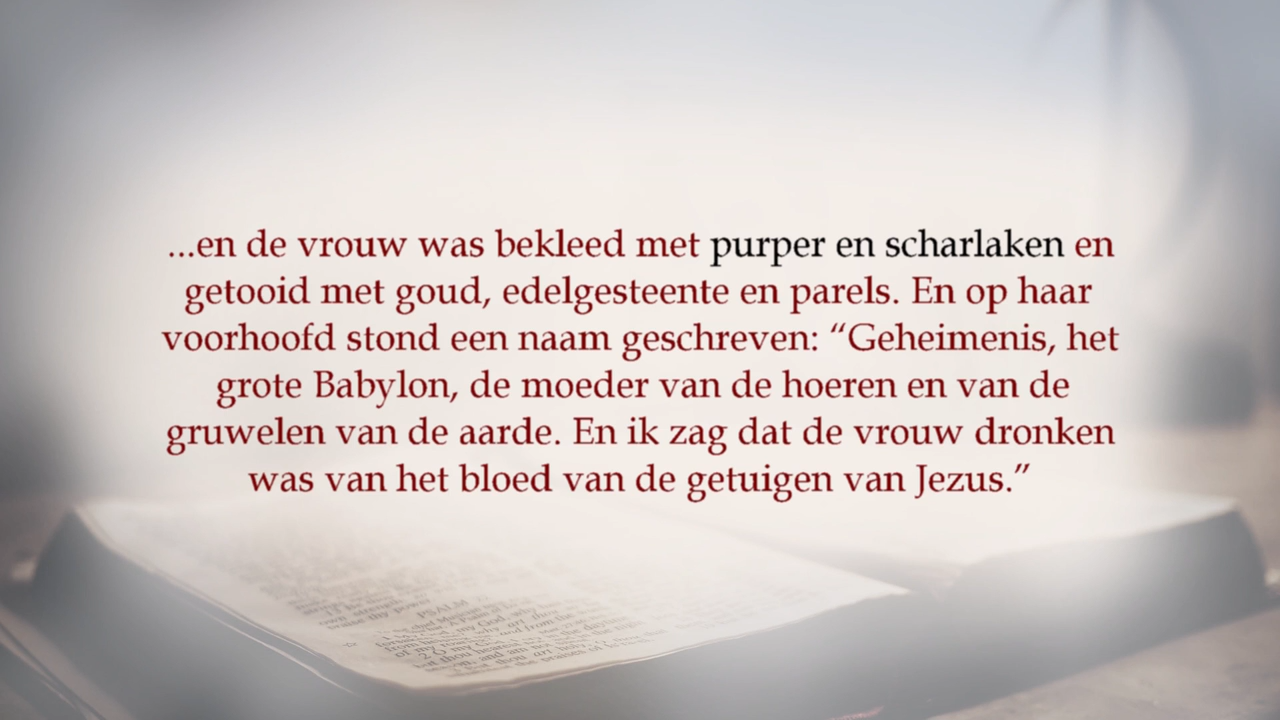 ...en de vrouw was bekleed met purper en scharlaken en
getooid met goud, edelgesteente en parels. En op haar
voorhoofd stond een naam geschreven: “Geheimenis, het
grote Babylon, de moeder van de hoeren en van de
gruwelen van de aarde. En ik zag dat de vrouw dronken
was van het bloed van de getuigen van Jezus.”
PSALM